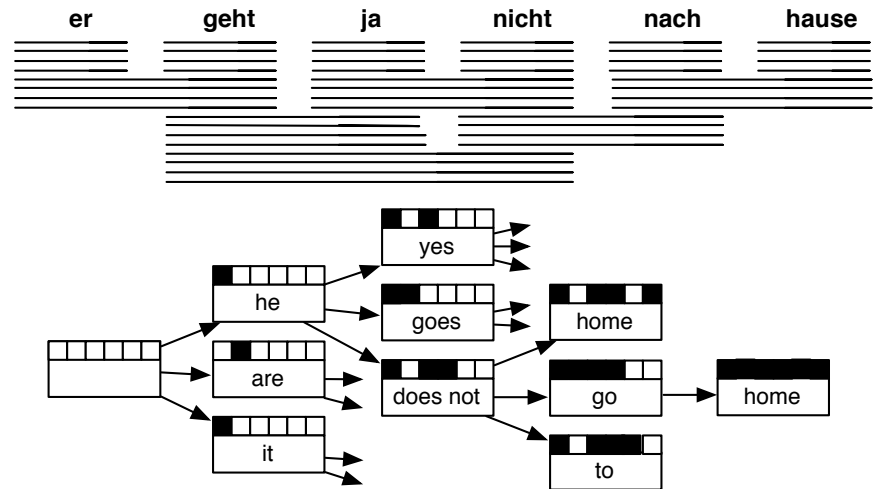 er geht ja nicht nach hause
yes
he goes home
are does not go home
it to